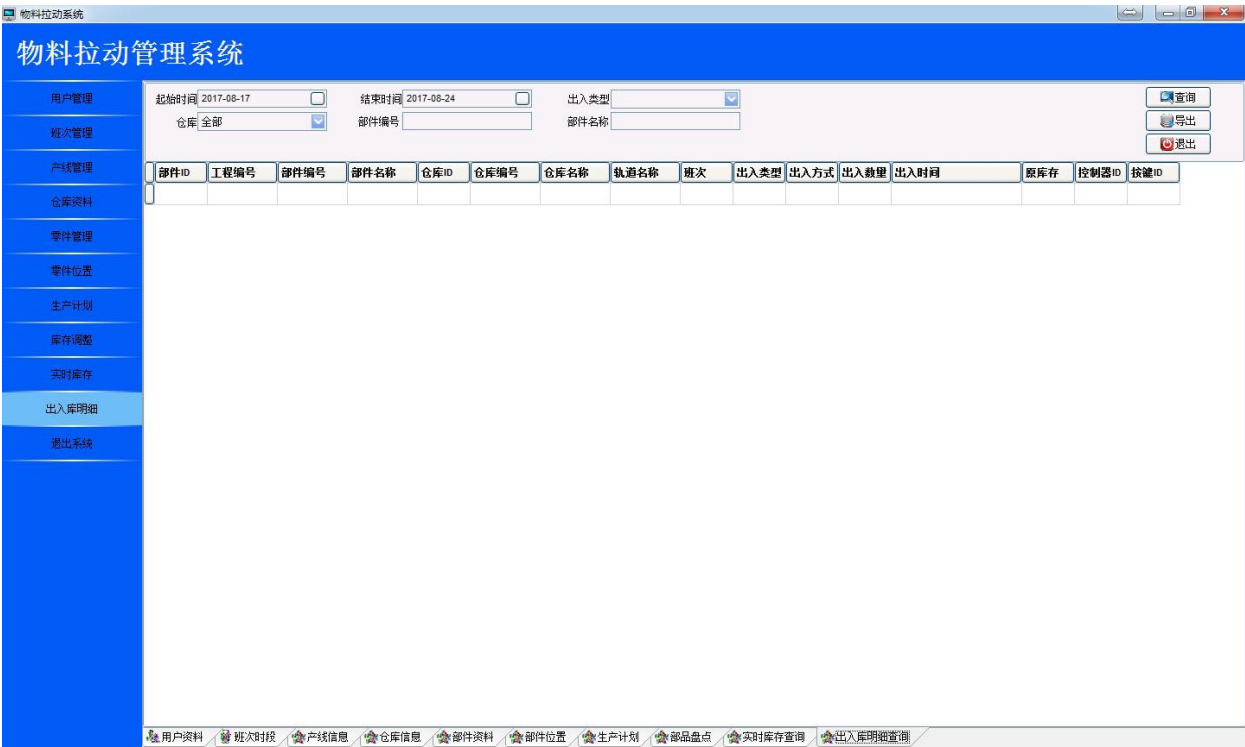 物料拉动系统
物料拉动管理系统
用户管理
班次管理
产线管理
仓库资料
零件管理
零件位置
生产计划
库存调整
实时库存
出入库明细
退出系统
起始时间 2017-08-17 结束时间 2017-08-24 出入类型 查询
仓库 全部 部件编号 部件名称 导出
退出
部件ID 工程编号 部件编号 部件名称 仓库ID 仓库编号 仓库名称 轨道名称 班次 出入类型 出入方式 出入数里 出入时间 原库存 控制器ID 按键ID
用户资料 班次时段 产线信息 仓库信息 部件资料 部件位置 生产计划 部品盘点 实时库存查询 出入库明细查询